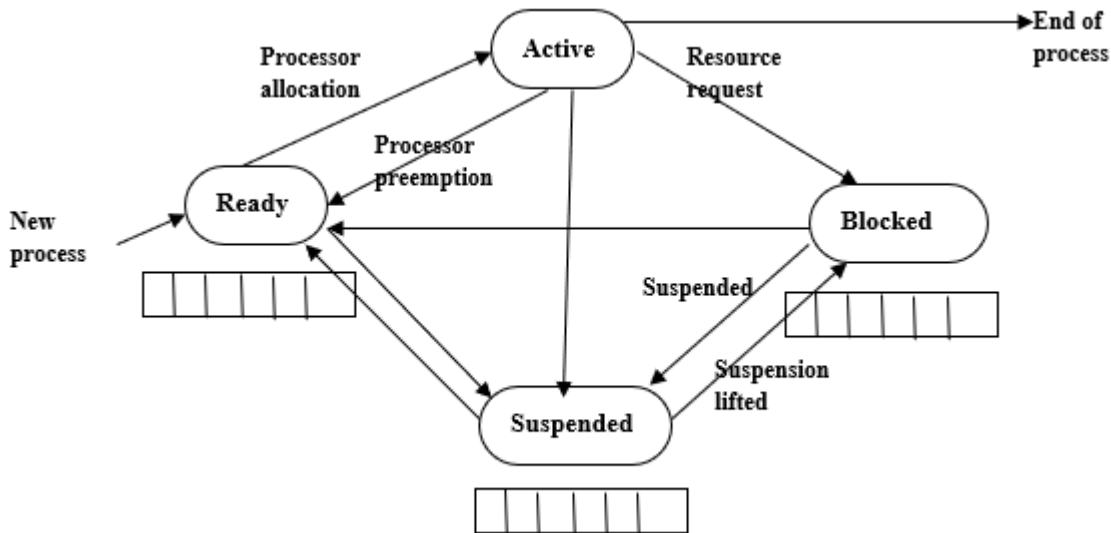 Active
End of
process
Processor
allocation
Resource
request
Processor
preemption
Ready
Blocked
New
process
Suspended
Suspension
lifted
Suspended